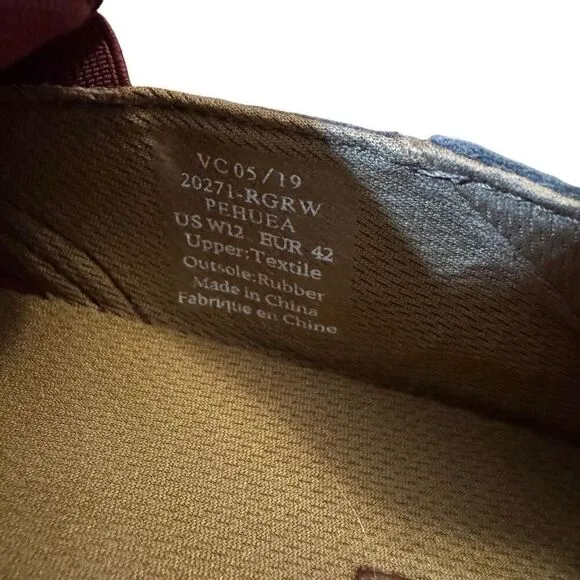 VC 05/19
20271-RGRW
PEHUEA
US W12 EUR 42
Upper:Textile
Outsole:Rubber
Made in China
Fabrique en Chine